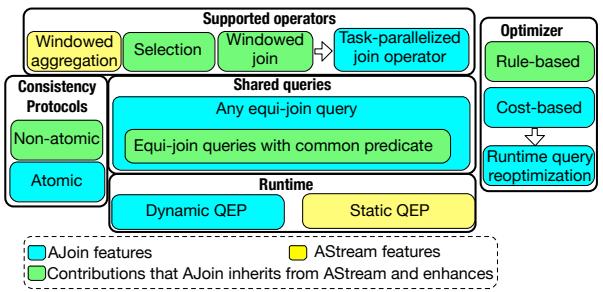 Supported operators
Windowed
aggregation
Selection
Windowed
join
Task-parallelized
join operator
Optimizer
Rule-based
Cost-based
Runtime query
reoptimization
Consistency
Protocols
Non-atomic
Atomic
Shared queries
Any equi-join query
Equi-join queries with common predicate
Runtime
Dynamic QEP
Static QEP
AJoin features
AStream features
Contributions that AJoin inherits from AStream and enhances